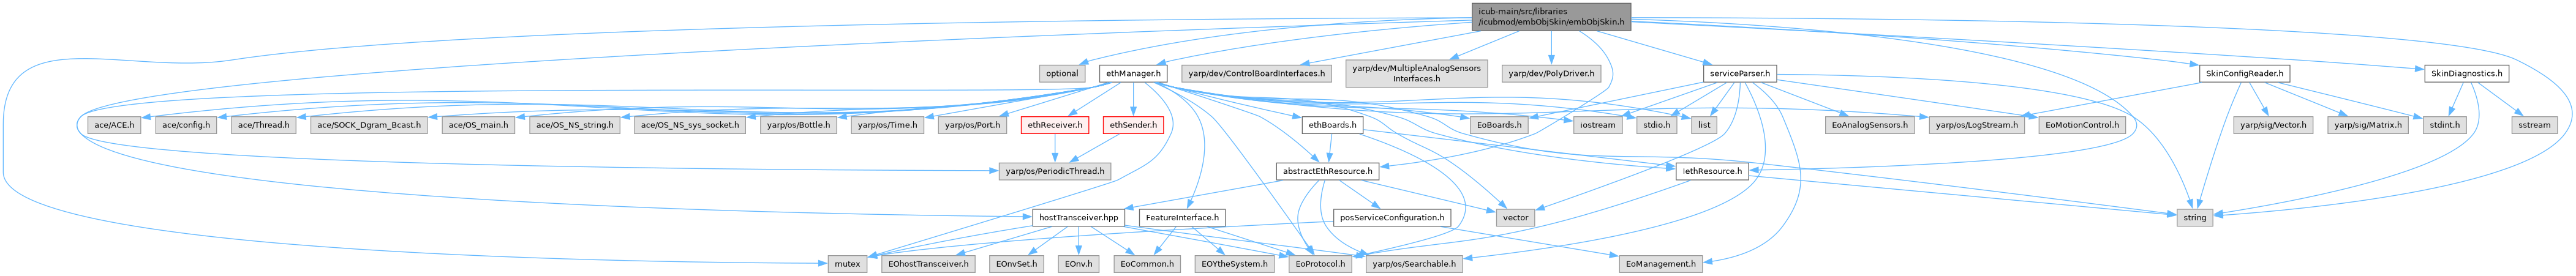 icub-main/src/libraries
/icubmod/embObjSkin/embObjSkin.h
optional
ethManager.h
yarp/dev/ControlBoardInterfaces.h
yarp/dev/MultipleAnalogSensors
Interfaces.h
yarp/dev/PolyDriver.h
serviceParser.h
SkinConfigReader.h
SkinDiagnostics.h
ace/ACE.h
ace/config.h
ace/Thread.h
ace/SOCK_Dgram_Bcast.h
ace/OS_main.h
ace/OS_NS_string.h
ace/OS_NS_sys_socket.h
yarp/os/Bottle.h
yarp/os/Time.h
yarp/os/Port.h
ethReceiver.h
ethSender.h
ethBoards.h
EoBoards.h
iostream
stdio.h
list
EoAnalogSensors.h
yarp/os/LogStream.h
EoMotionControl.h
yarp/sig/Vector.h
yarp/sig/Matrix.h
stdint.h
sstream
yarp/os/PeriodicThread.h
abstractEthResource.h
IethResource.h
hostTransceiver.hpp
FeatureInterface.h
posServiceConfiguration.h
vector
string
mutex
EOhostTransceiver.h
EOnvSet.h
EOnv.h
EoCommon.h
EOYtheSystem.h
EoProtocol.h
yarp/os/Searchable.h
EoManagement.h